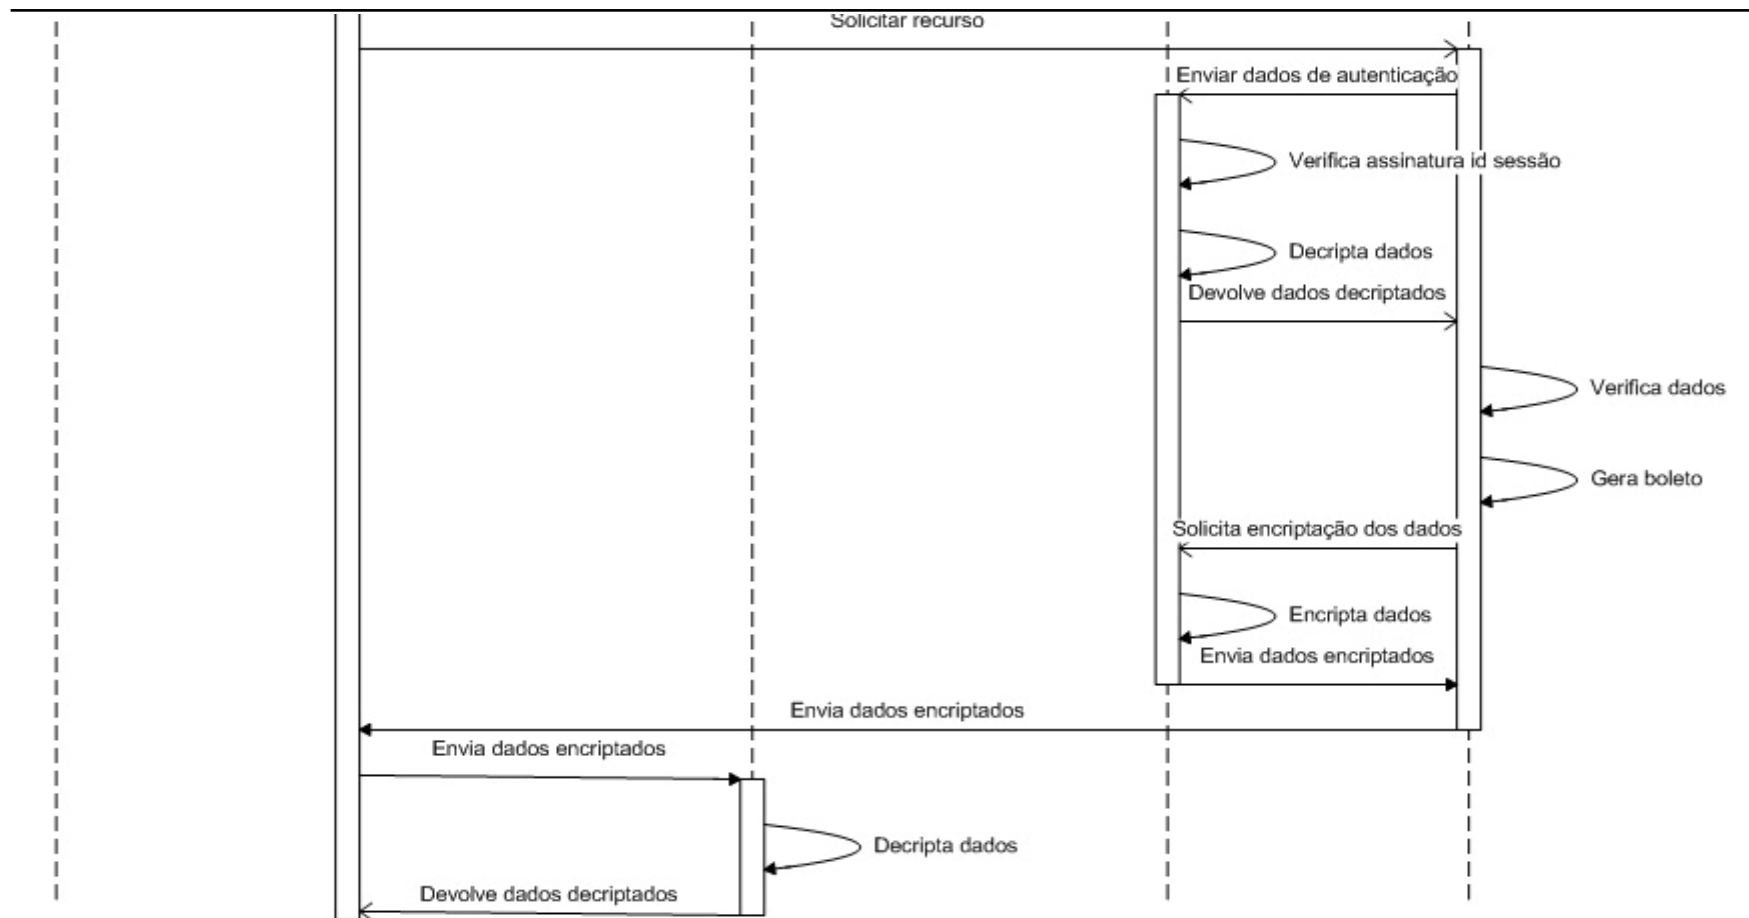 Solicitar recurso
Enviar dados de autenticação
Verifica assinatura id sessão
Decripta dados
Devolve dados decriptados
Verifica dados
Gera boleto
Solicita encriptação dos dados
Encripta dados
Envia dados encriptados
Envia dados encriptados
Envia dados encriptados
Decripta dados
Devolve dados decriptados